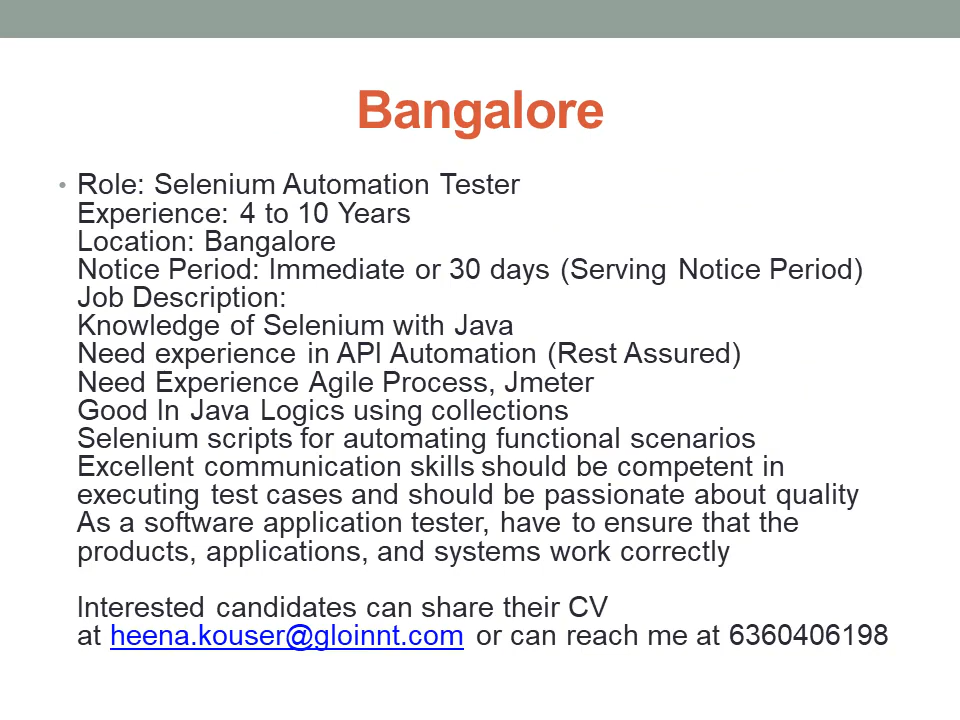 Bangalore
• Role: Selenium Automation Tester
Experience: 4 to 10 Years
Location: Bangalore
Notice Period: Immediate or 30 days (Serving Notice Period)
Job Description:
Knowledge of Selenium with Java
Need experience in API Automation (Rest Assured)
Need Experience Agile Process, Jmeter
Good In Java Logics using collections
Selenium scripts for automating functional scenarios
Excellent communication skills should be competent in
executing test cases and should be passionate about quality
As a software application tester, have to ensure that the
products, applications, and systems work correctly
Interested candidates can share their CV
at heena.kouser@gloinnt.com or can reach me at 6360406198